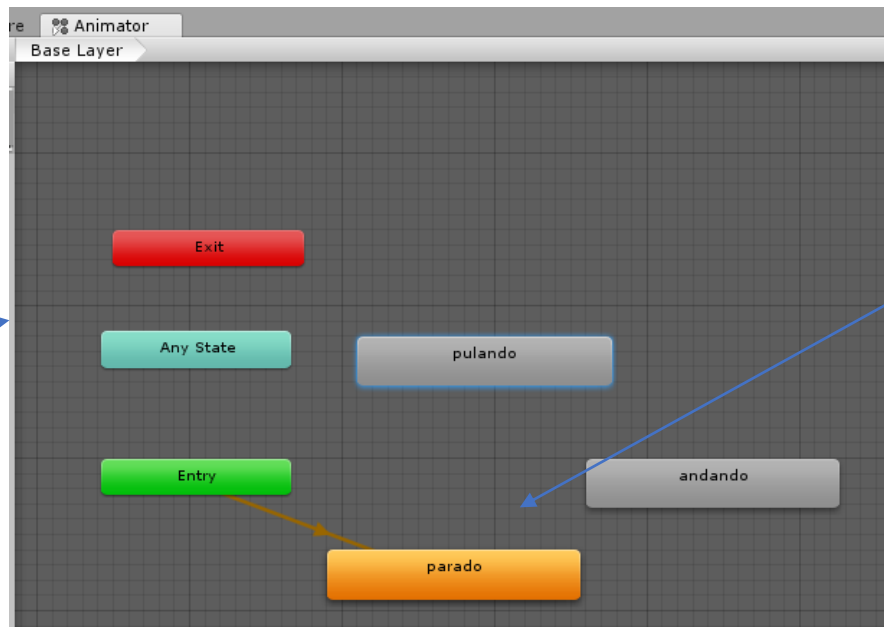 re
Animator
Base Layer
Exit
Any State
pulando
Entry
andando
parado